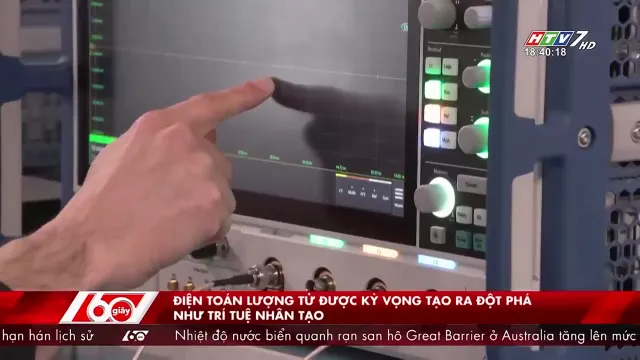 HTV7 HD
18:40:18
60 giây
ĐIỆN TOÁN LƯỢNG TỬ ĐƯỢC KỲ VỌNG TẠO RA ĐỘT PHÁ
NHƯ TRÍ TUỆ NHÂN TẠO
hạn hán lịch sử
Nhiệt độ nước biển quanh rạn san hô Great Barrier ở Australia tăng lên mức